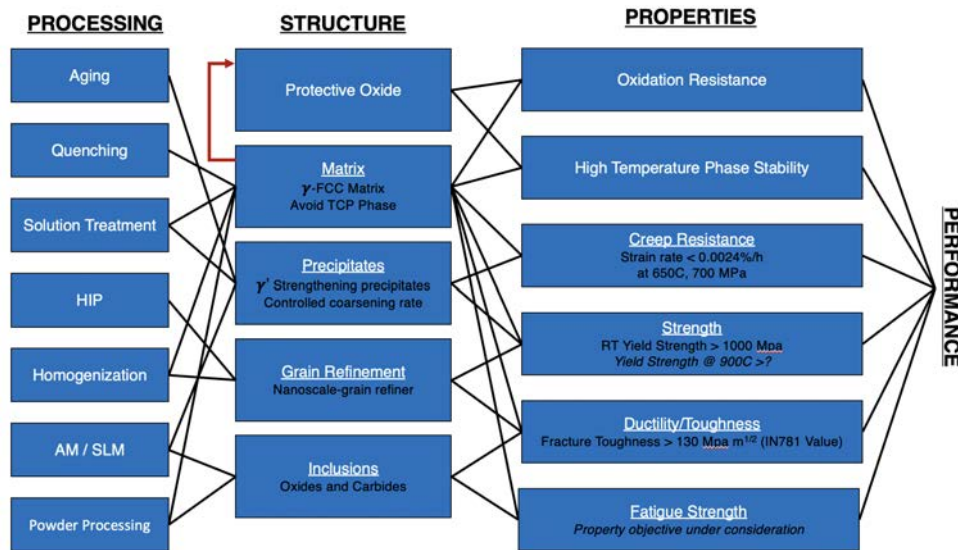 PROCESSING
Aging
Quenching
Solution Treatment
HIP
Homogenization
AM / SLM
Powder Processing
STRUCTURE
Protective Oxide
Matrix
γ-FCC Matrix
Avoid TCP Phase
Precipitates
γ' Strengthening precipitates
Controlled coarsening rate
Grain Refinement
Nanoscale-grain refiner
Inclusions
Oxides and Carbides
PROPERTIES
Oxidation Resistance
High Temperature Phase Stability
Creep Resistance
Strain rate < 0.0024%/h
at 650C, 700 MPa
Strength
RT Yield Strength > 1000 Mpa
Yield Strength @ 900C >?
Ductility/Toughness
Fracture Toughness > 130 Mpa m^1/2 (IN781 Value)
Fatigue Strength
Property objective under consideration
PERFORMANCE